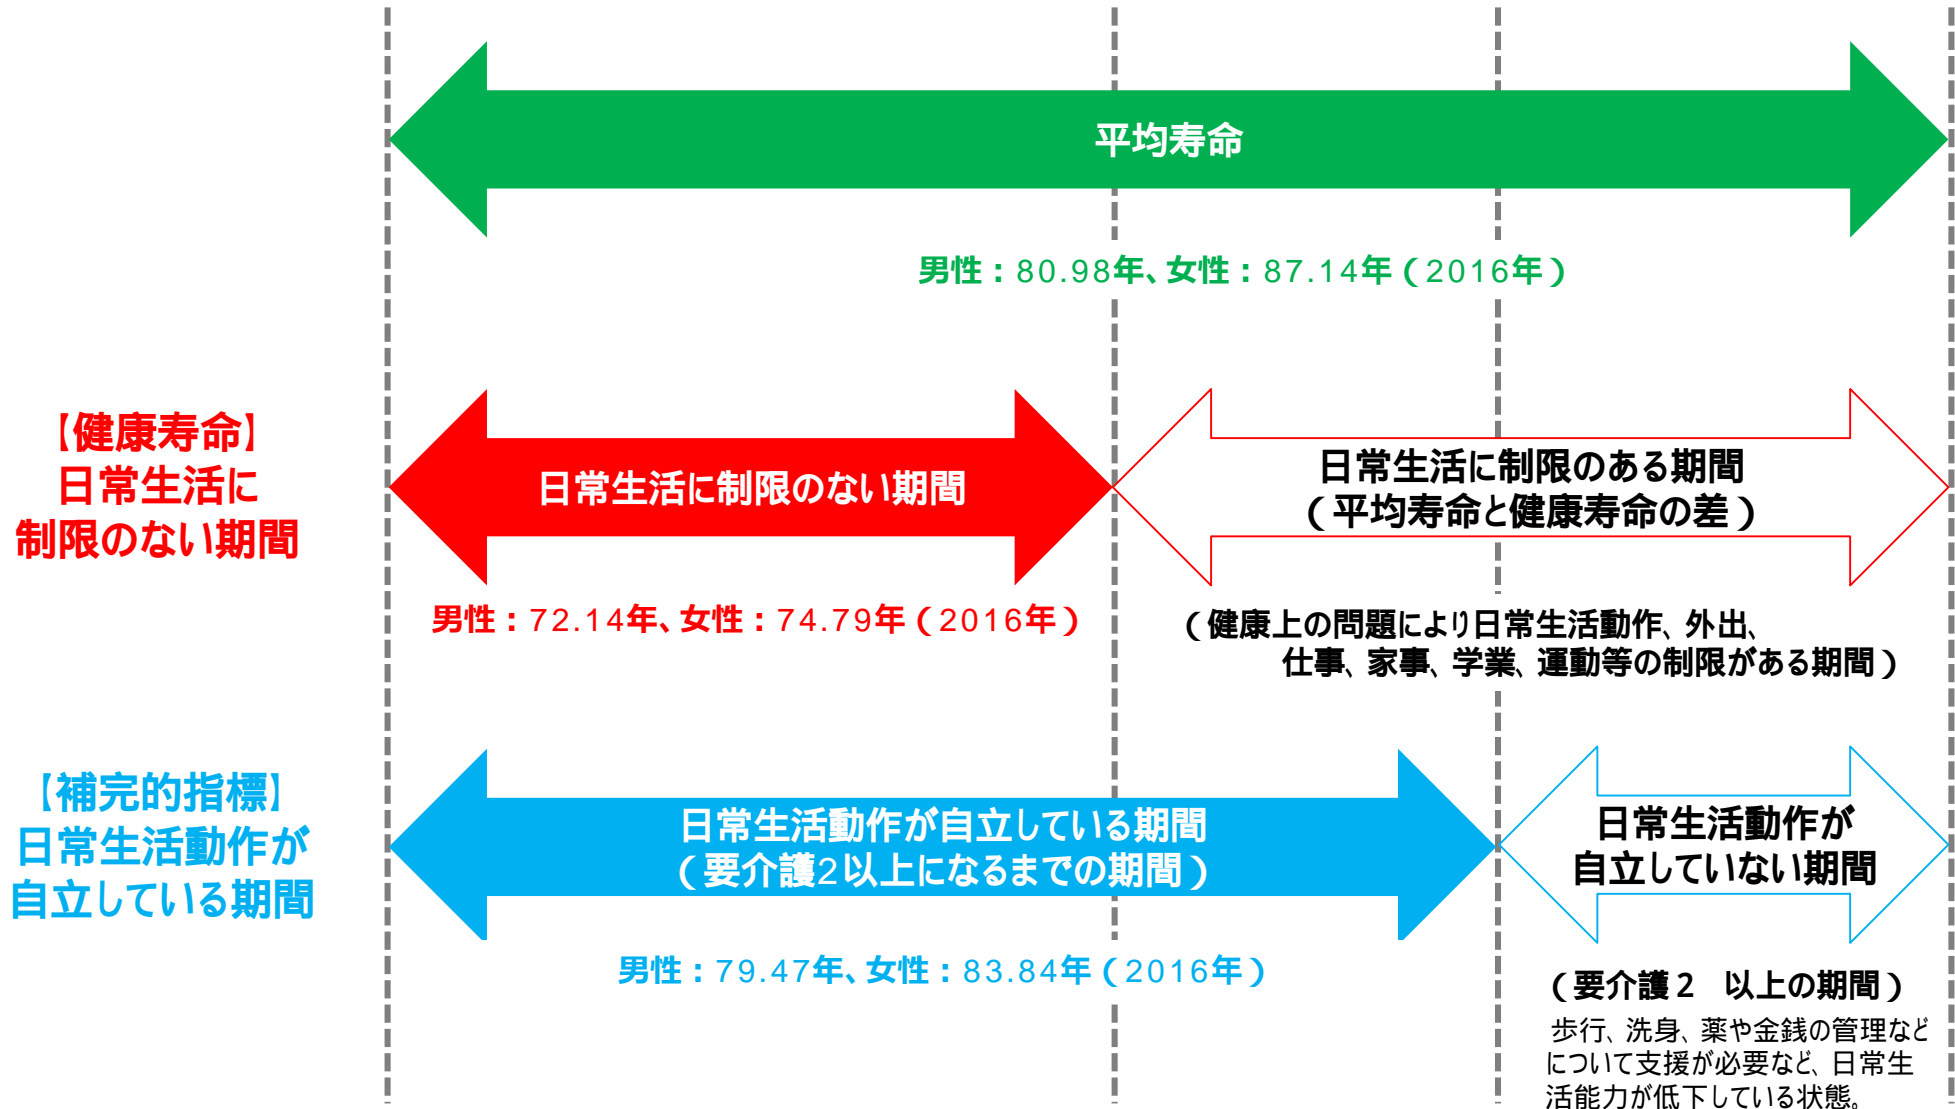 平均寿命
男性：80.98年、女性：87.14年（2016年）
【健康寿命】
日常生活に
制限のない期間
日常生活に制限のない期間
日常生活に制限のある期間
（平均寿命と健康寿命の差）
男性：72.14年、女性：74.79年（2016年）
（健康上の問題により日常生活動作、外出、
仕事、家事、学業、運動等の制限がある期間）
【補完的指標】
日常生活動作が
自立している期間
日常生活動作が自立している期間
（要介護2以上になるまでの期間）
日常生活動作が
自立していない期間
男性：79.47年、女性：83.84年（2016年）
（要介護２　以上の期間）
歩行、洗身、薬や金銭の管理など
について支援が必要など、日常生
活能力が低下している状態。